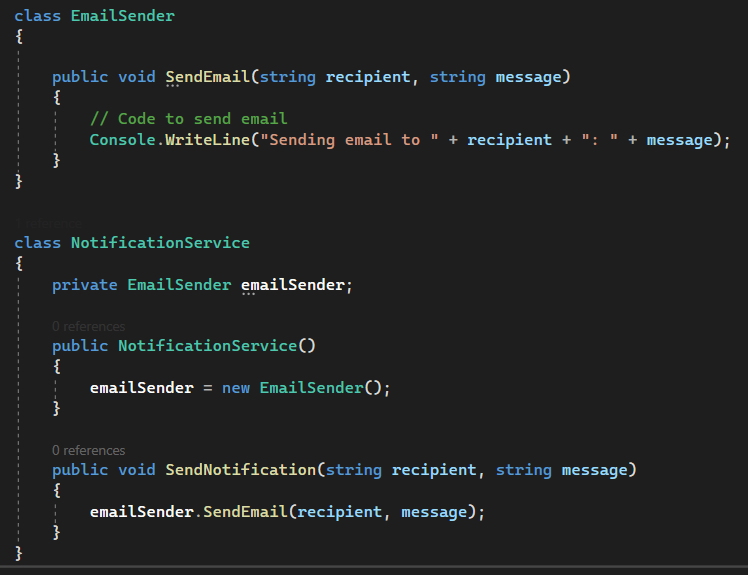 class EmailSender
{
public void SendEmail(string recipient, string message)
{
// Code to send email
Console.WriteLine("Sending email to " + recipient + ": " + message);
}
}
class NotificationService
{
private EmailSender emailSender;
0 references
public NotificationService()
{
emailSender = new EmailSender();
}
0 references
public void SendNotification(string recipient, string message)
{
emailSender.SendEmail(recipient, message);
}
}